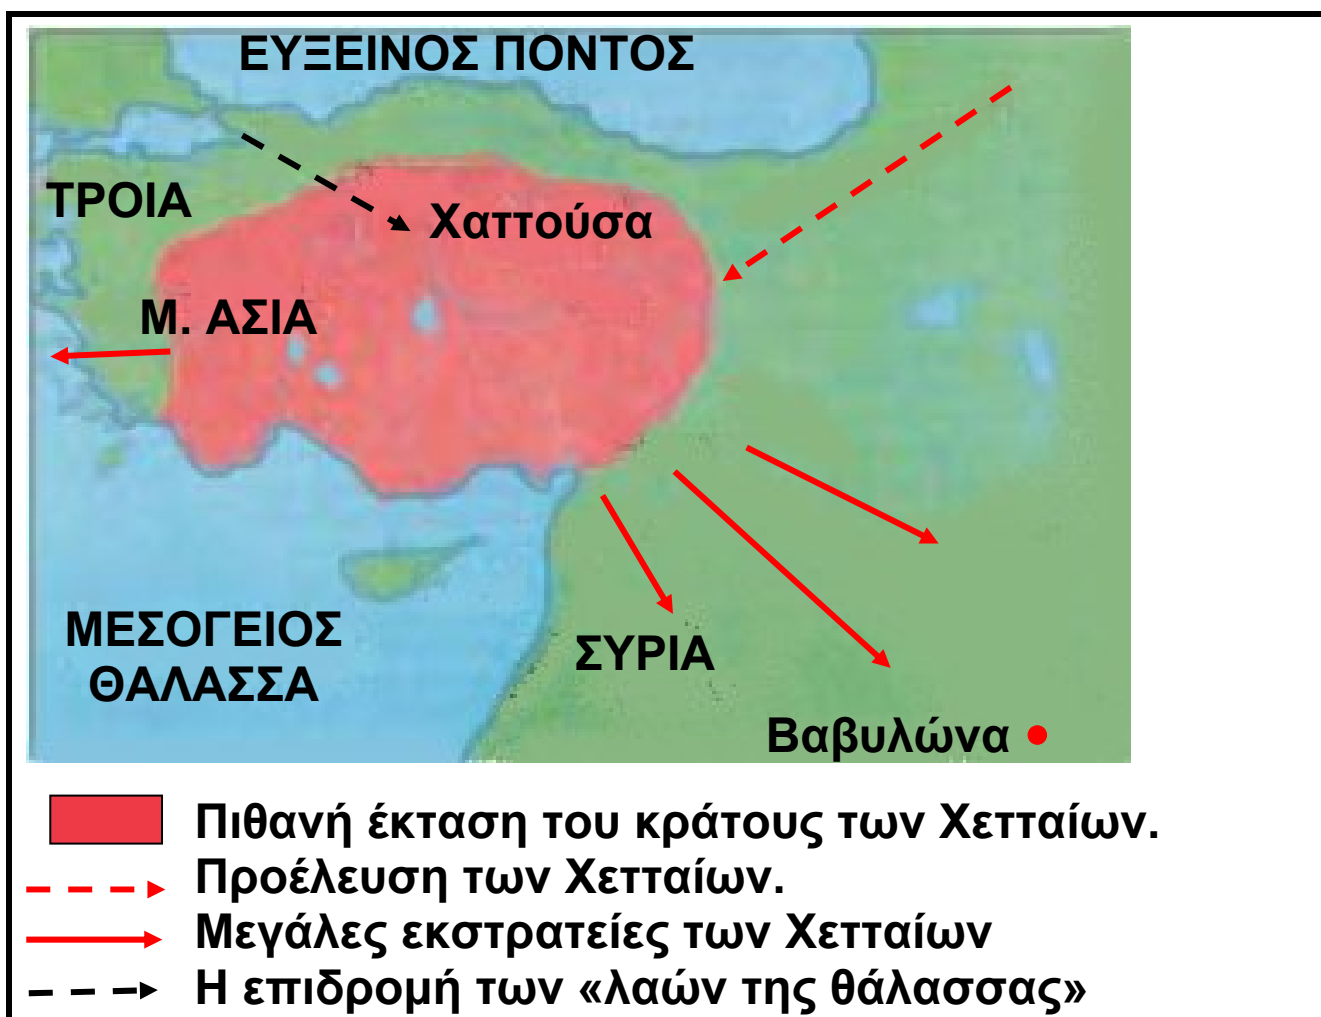 ΕΥΞΕΙΝΟΣ ΠΟΝΤΟΣ
ΤΡΟΙΑ
Χαττούσα
Μ. ΑΣΙΑ
ΜΕΣΟΓΕΙΟΣ
ΘΑΛΑΣΣΑ
ΣΥΡΙΑ
Βαβυλώνα
Πιθανή έκταση του κράτους των Χετταίων.
Προέλευση των Χετταίων.
Μεγάλες εκστρατείες των Χετταίων
Η επιδρομή των «λαών της θάλασσας»